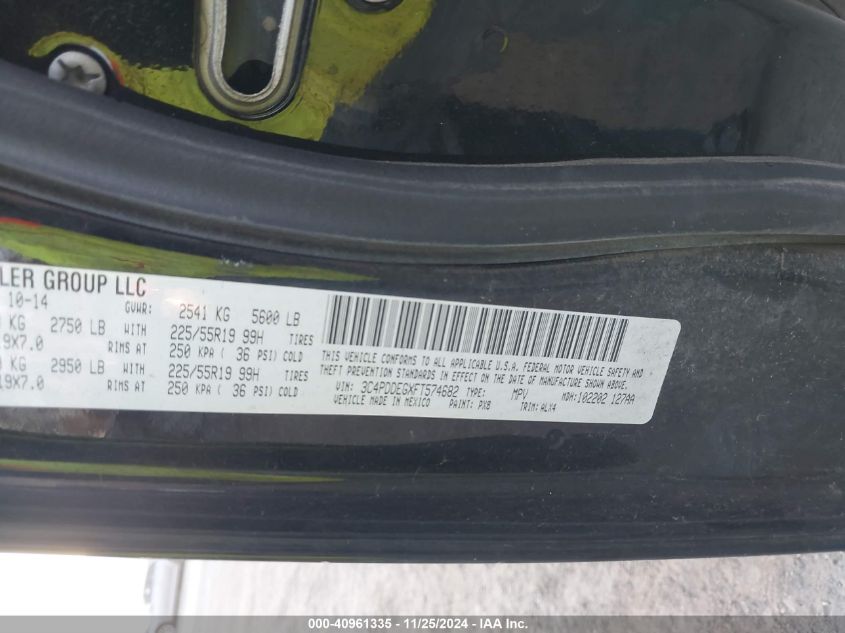 LER GROUP LLC
10-14 GVWR: 2541 KG 5600 LB
KG 2750 LB WITH 225/55R19 99H TIRES
9X7.0 RIMS AT 250 KPA ( 36 PSI) COLD
KG 2950 LB WITH 225/55R19 99H TIRES
19X7.0 RIMS AT 250 KPA ( 36 PSI) COLD
THIS VEHICLE CONFORMS TO ALL APPLICABLE U.S.A. FEDERAL MOTOR VEHICLE SAFETY AND
THEFT PREVENTION STANDARDS IN EFFECT ON THE DATE OF MANUFACTURE SHOWN ABOVE.
VIN: 3C4PDDEGXFT574682 TYPE: MPV MDH:102202 127AA
VEHICLE MADE IN MEXICO PAINT: PX8 TRIM: ALX4
000-40961335 - 11/25/2024 - IAA Inc.